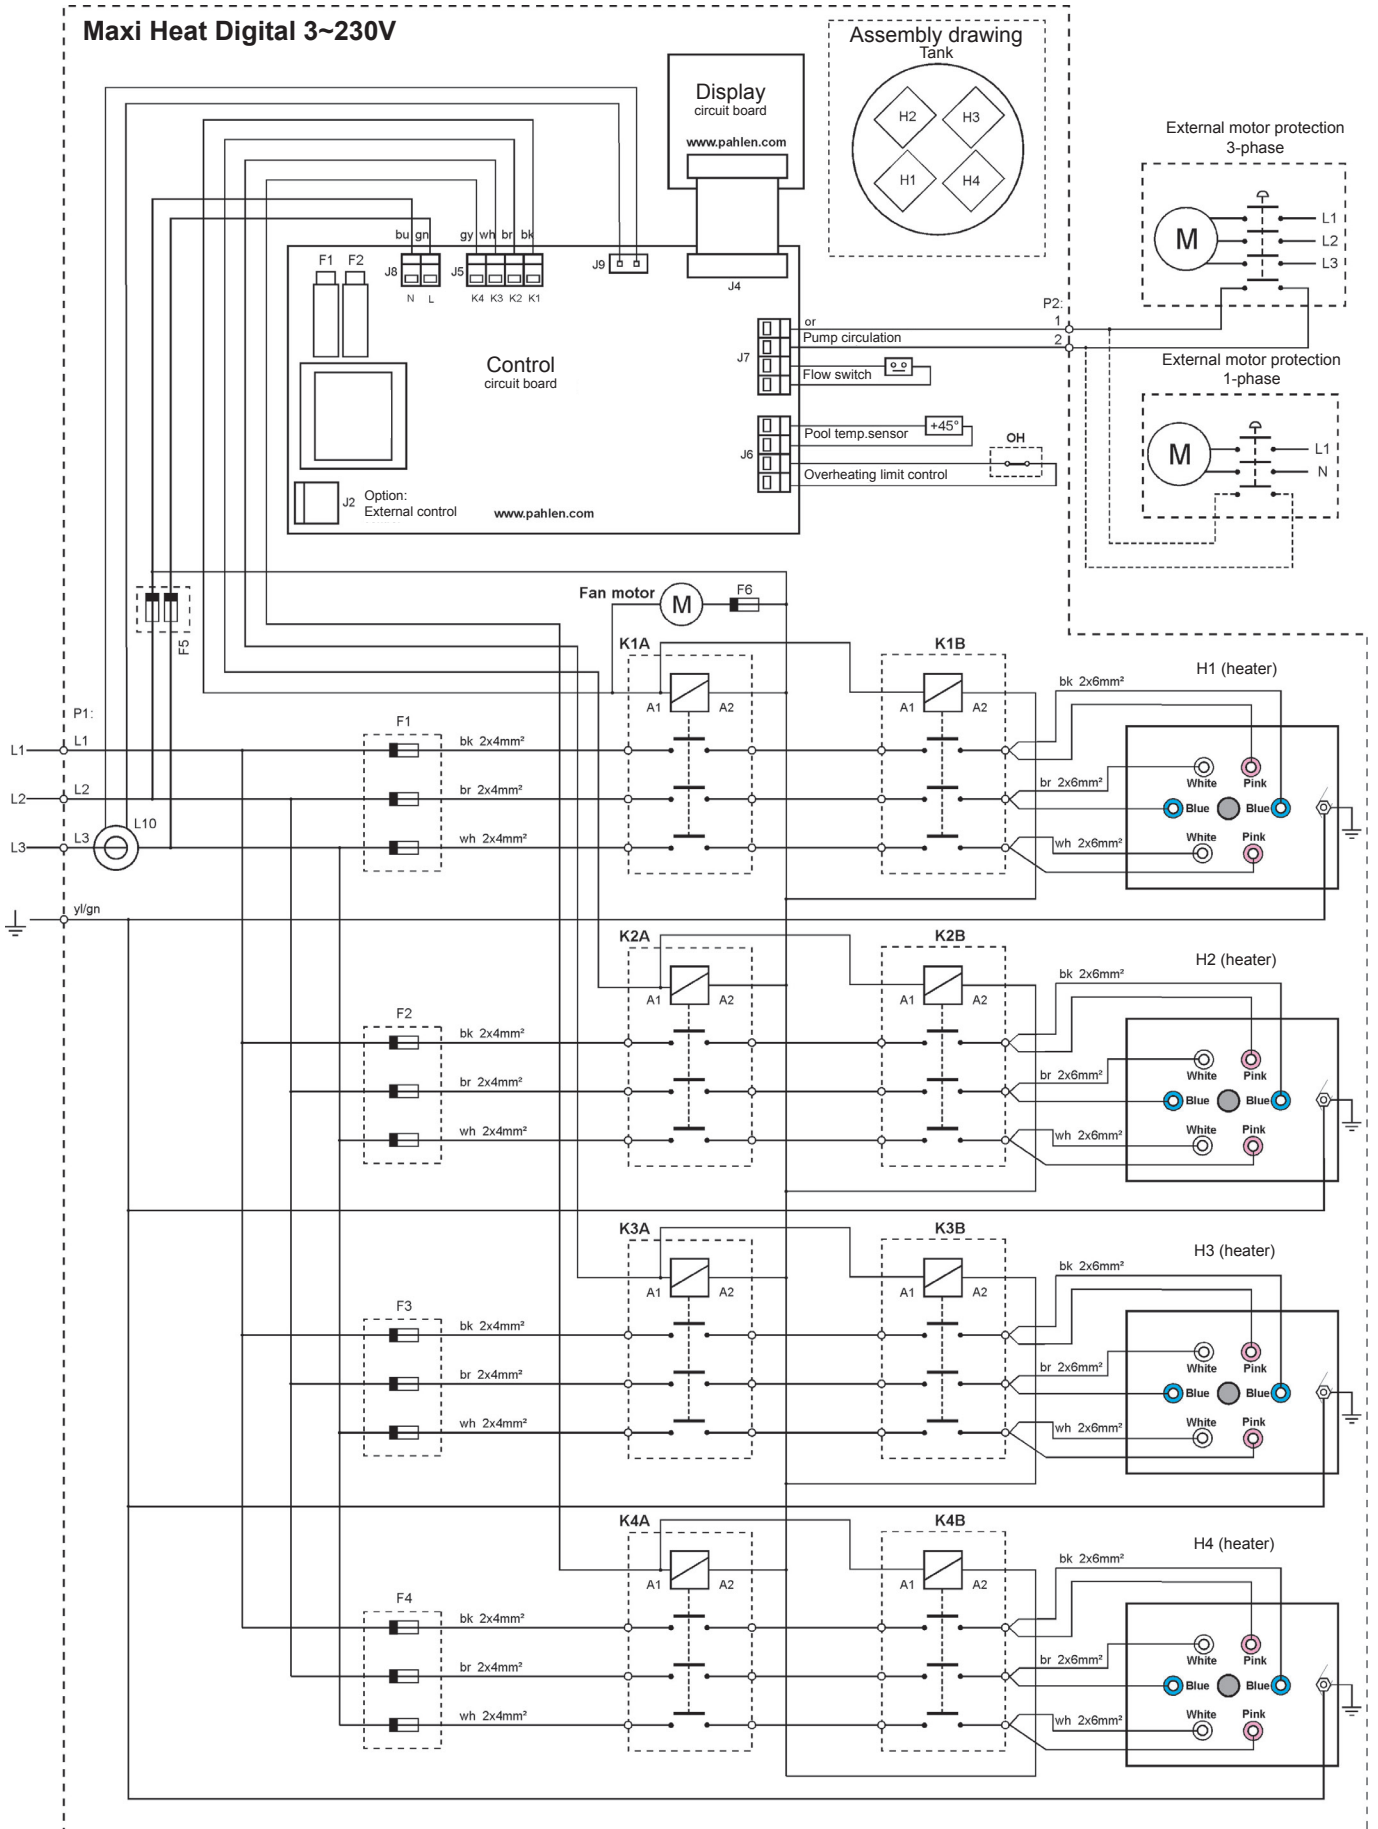 Maxi Heat Digital 3~230V
Assembly drawing
Tank
H2 H3
H1 H4
Display
circuit board
www.pahlen.com
External motor protection
3-phase
M
L1
L2
L3
External motor protection
1-phase
M
L1
N
bu gn gy wh br bk
F1 F2 J8 J5 J9
N L K4 K3 K2 K1
J4
Control
circuit board
P2:
1
2
or
Pump circulation
J7
Flow switch
Pool temp.sensor
+45°
J6
OH
Overheating limit control
J2
Option:
External control
www.pahlen.com
Fan motor
M
F6
F5
K1A K1B
A1 A2 A1 A2
H1 (heater)
P1:
L1 L1
L2 L2
L3 L3
L10
yl/gn
F1
bk 2x4mm²
br 2x4mm²
wh 2x4mm²
bk 2x6mm²
br 2x6mm²
wh 2x6mm²
White Pink
Blue Blue
White Pink
K2A K2B
A1 A2 A1 A2
H2 (heater)
F2
bk 2x4mm²
br 2x4mm²
wh 2x4mm²
bk 2x6mm²
br 2x6mm²
wh 2x6mm²
White Pink
Blue Blue
White Pink
K3A K3B
A1 A2 A1 A2
H3 (heater)
F3
bk 2x4mm²
br 2x4mm²
wh 2x4mm²
bk 2x6mm²
br 2x6mm²
wh 2x6mm²
White Pink
Blue Blue
White Pink
K4A K4B
A1 A2 A1 A2
H4 (heater)
F4
bk 2x4mm²
br 2x4mm²
wh 2x4mm²
bk 2x6mm²
br 2x6mm²
wh 2x6mm²
White Pink
Blue Blue
White Pink